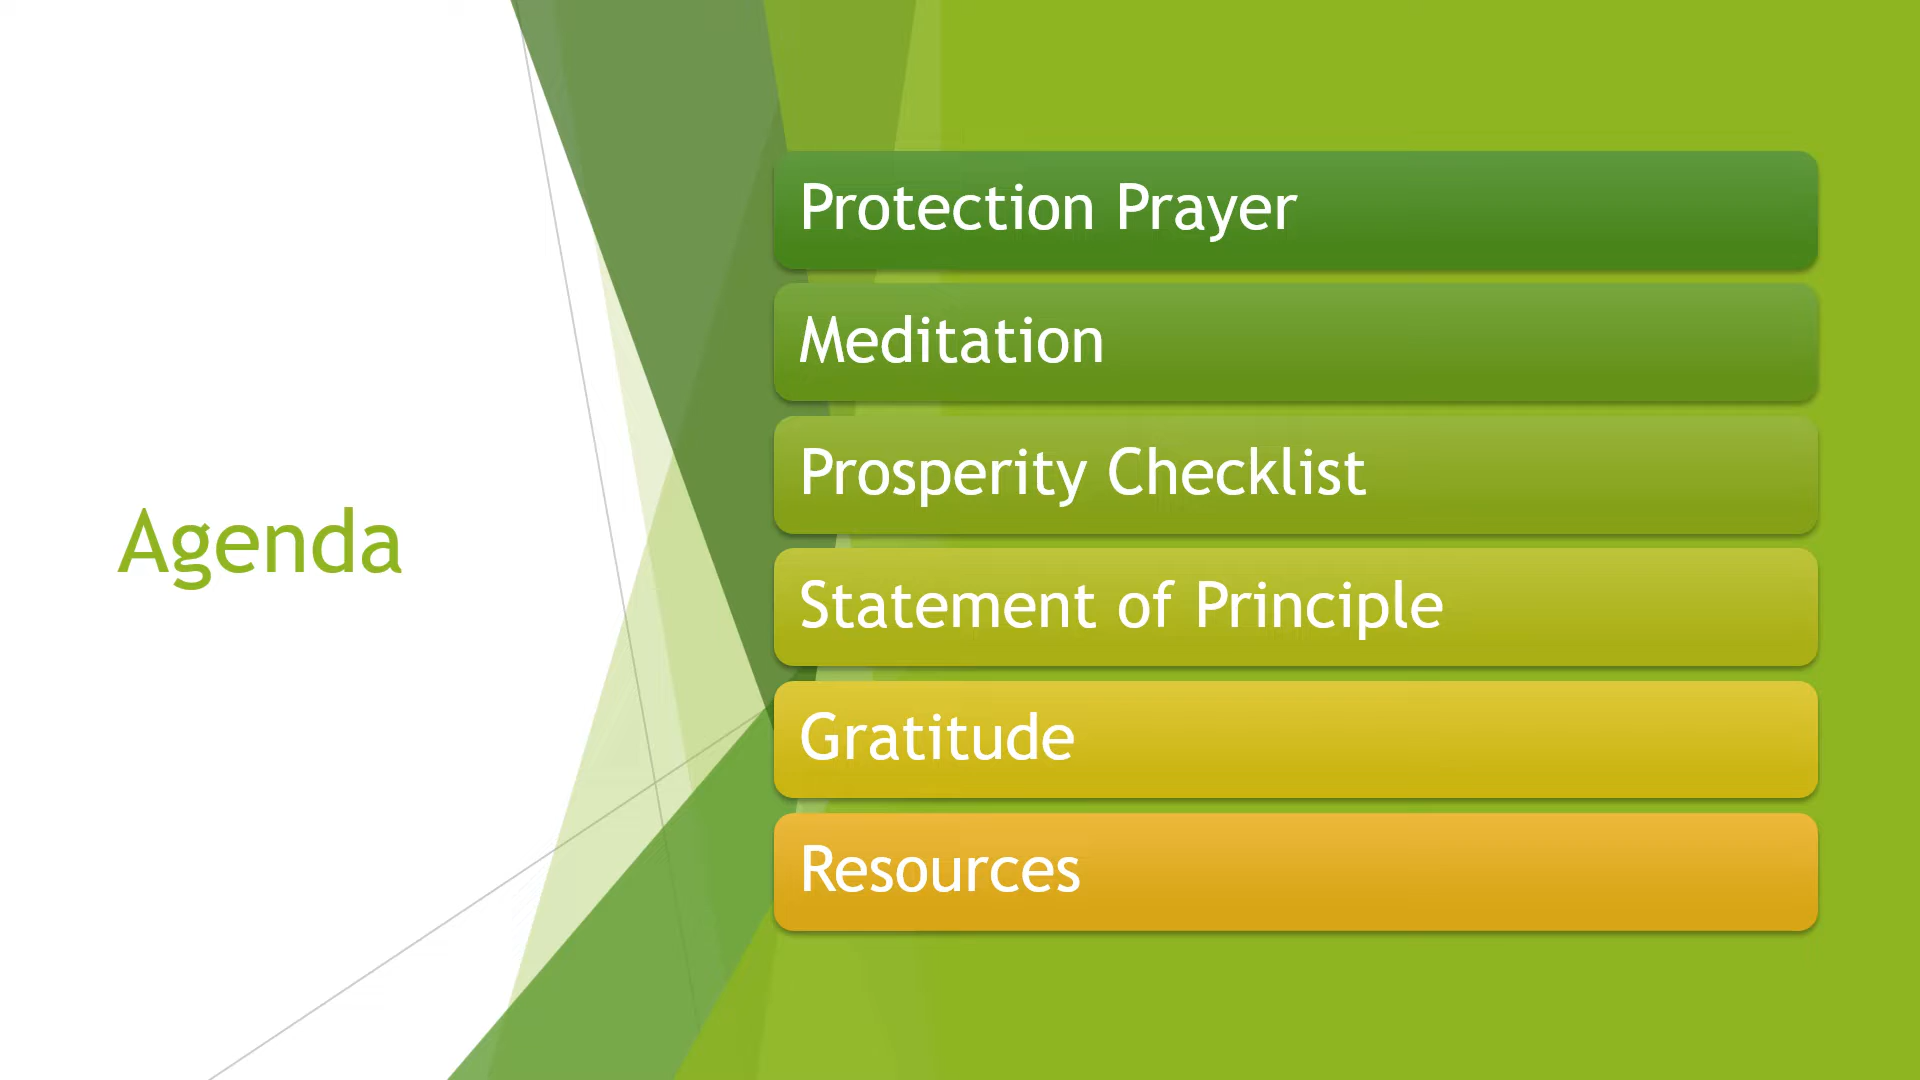 Agenda
Protection Prayer
Meditation
Prosperity Checklist
Statement of Principle
Gratitude
Resources